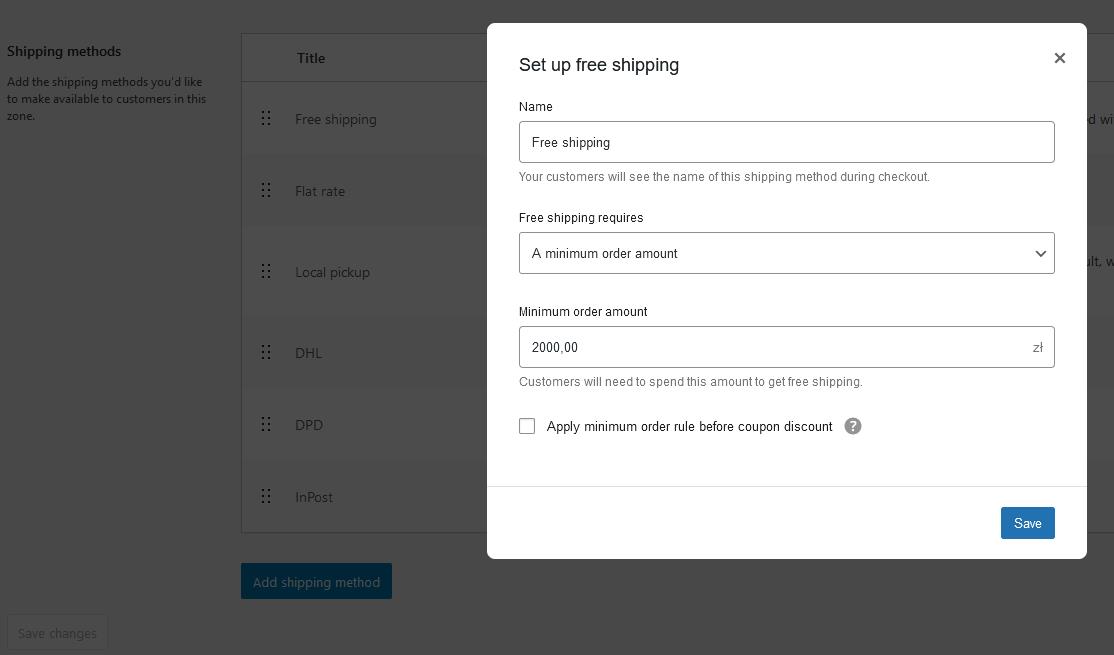 Shipping methods
Add the shipping methods you'd like
to make available to customers in this
zone.
Title
Free shipping
Flat rate
Local pickup
DHL
DPD
InPost
Add shipping method
Save changes
Set up free shipping
Name
Free shipping
Your customers will see the name of this shipping method during checkout.
Free shipping requires
A minimum order amount
Minimum order amount
2000,00 zł
Customers will need to spend this amount to get free shipping.
Apply minimum order rule before coupon discount ?
Save